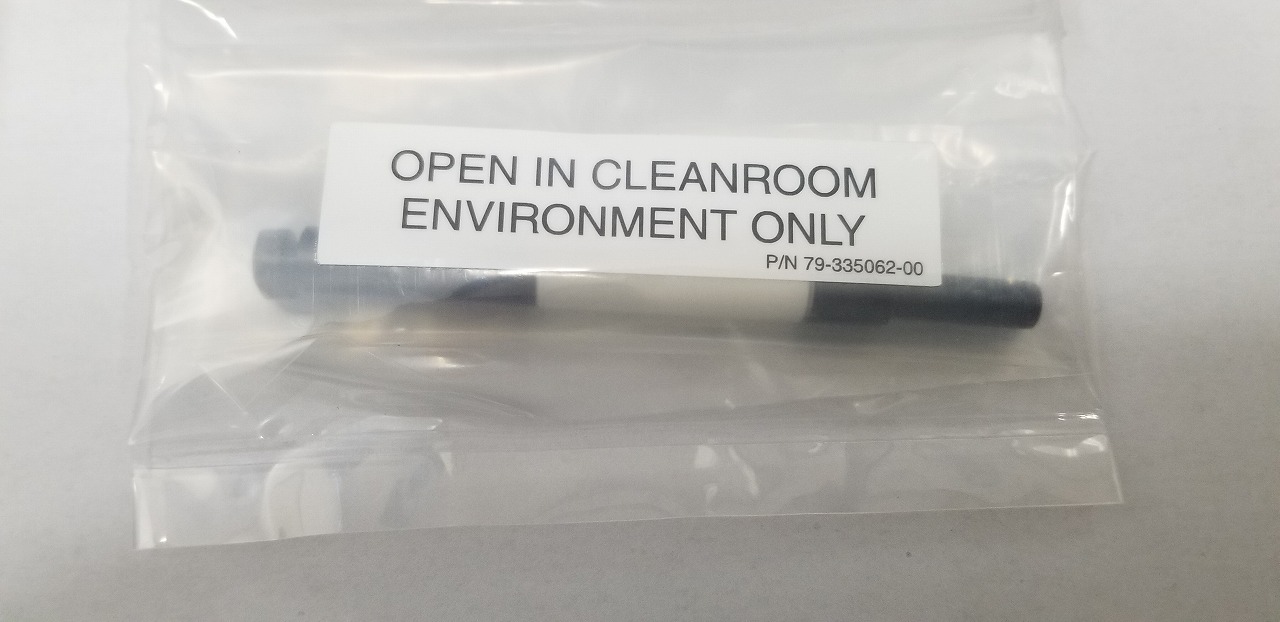 OPEN IN CLEANROOM
ENVIRONMENT ONLY
P/N 79-335062-00